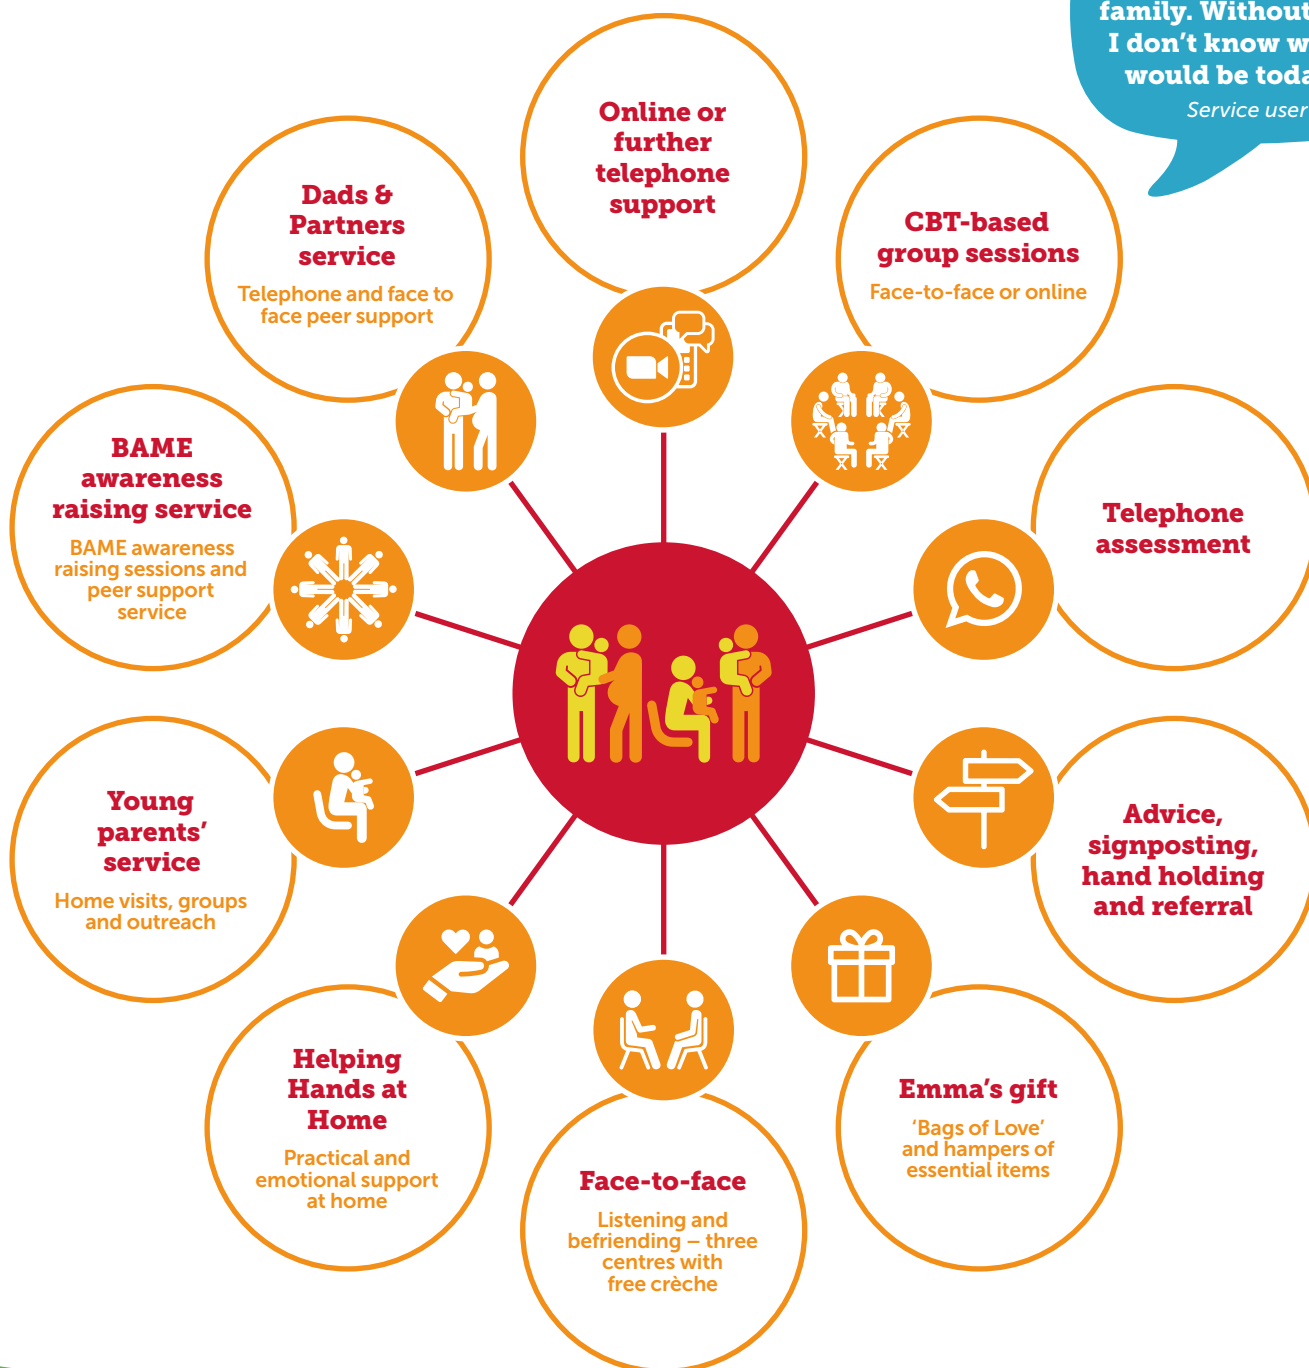 family. Without
I don't know
would be
Service user
Online or
further
telephone
support
Dads &
Partners
service
Telephone and face to
face peer support
CBT-based
group sessions
Face-to-face or online
BAME
awareness
raising service
BAME awareness
raising sessions and
peer support
service
Telephone
assessment
Young
parents’
service
Home visits, groups
and outreach
Advice,
signposting,
hand holding
and referral
Helping
Hands at
Home
Practical and
emotional support
at home
Emma’s gift
‘Bags of Love’
and hampers of
essential items
Face-to-face
Listening and
befriending – three
centres with
free crèche